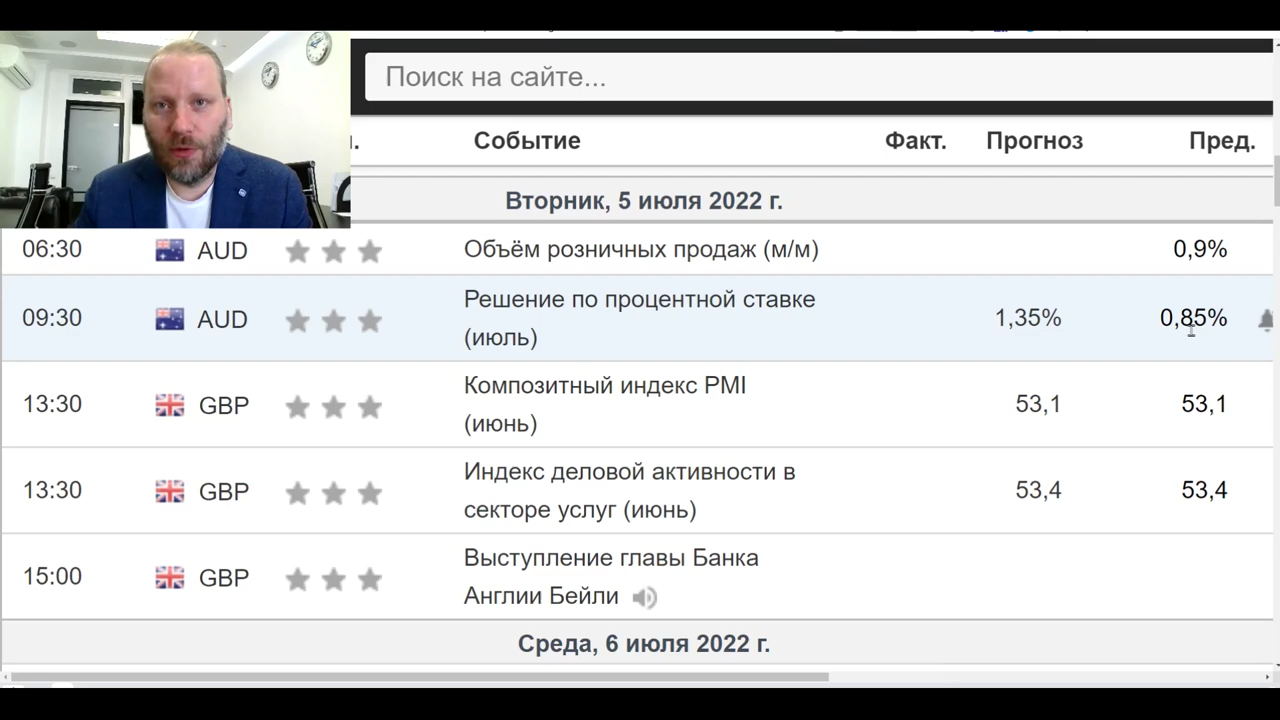 Поиск на сайте...
. Событие Факт. Прогноз Пред.
Вторник, 5 июля 2022 г.
06:30 AUD Объём розничных продаж (м/м) 0,9%
09:30 AUD Решение по процентной ставке (июль) 1,35% 0,85%
13:30 GBP Композитный индекс PMI (июнь) 53,1 53,1
13:30 GBP Индекс деловой активности в секторе услуг (июнь) 53,4 53,4
15:00 GBP Выступление главы Банка Англии Бейли
Среда, 6 июля 2022 г.